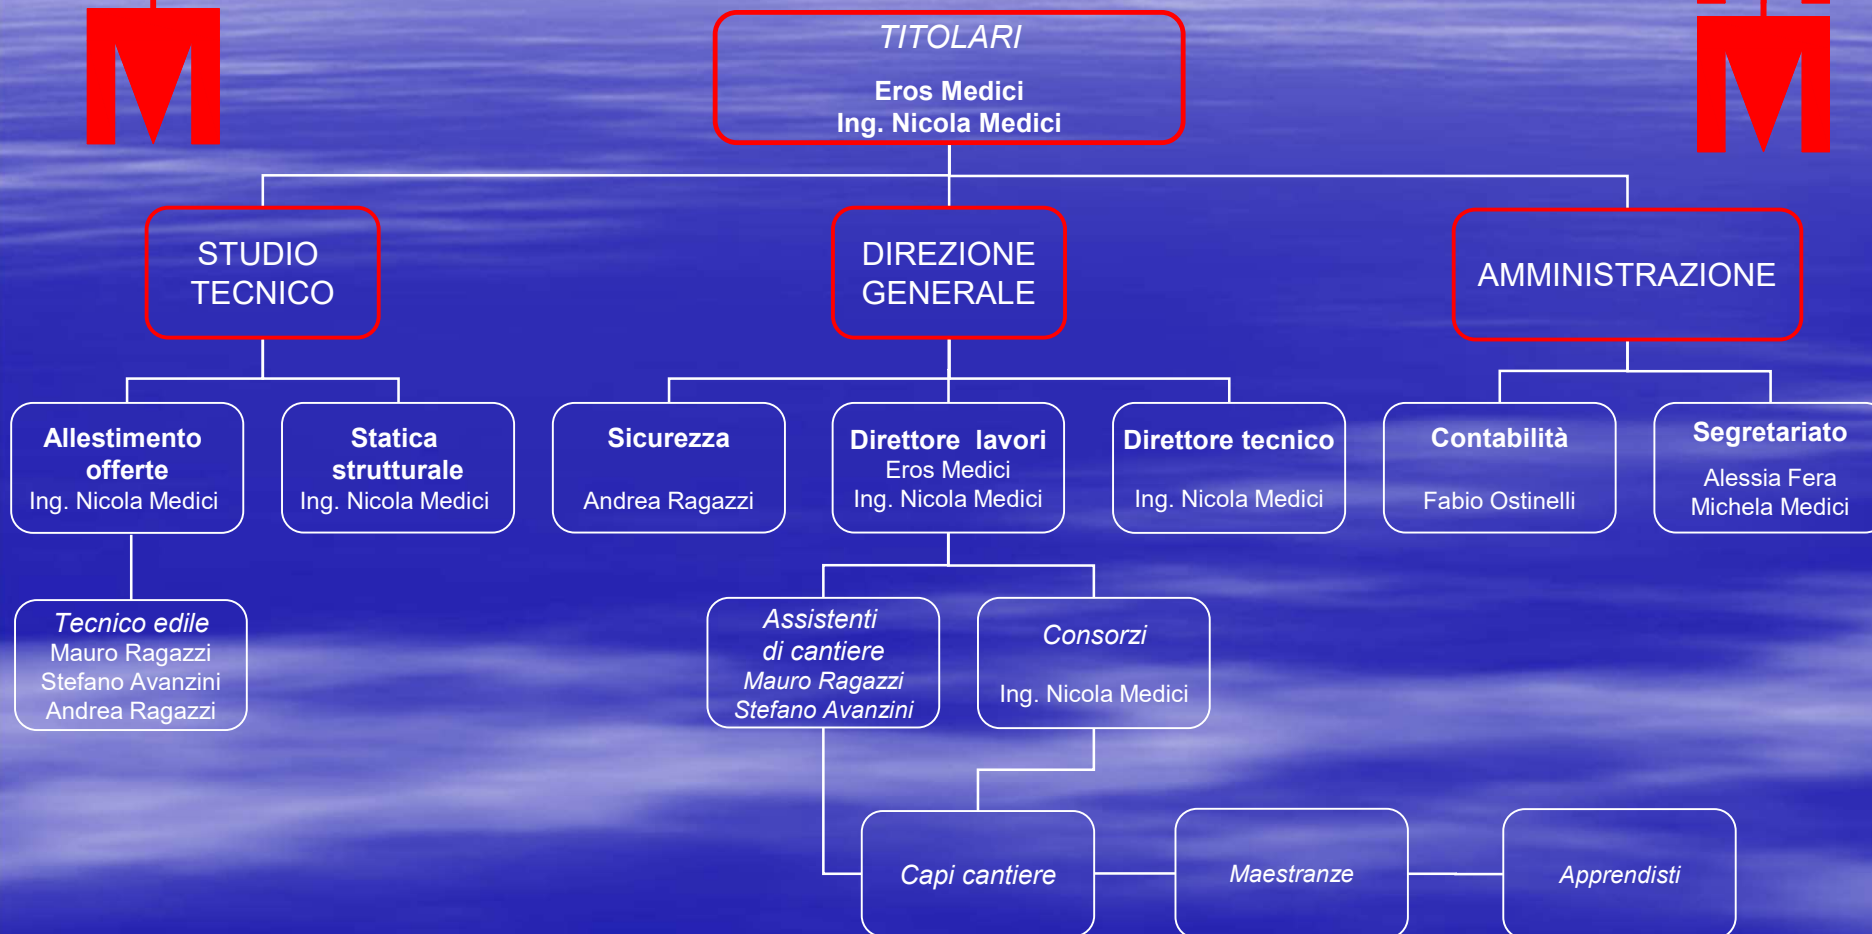 M
M
TITOLARI
Eros Medici
Ing. Nicola Medici
STUDIO
TECNICO
DIREZIONE
GENERALE
AMMINISTRAZIONE
Allestimento
offerte
Ing. Nicola Medici
Statica
strutturale
Ing. Nicola Medici
Sicurezza
Andrea Ragazzi
Direttore lavori
Eros Medici
Ing. Nicola Medici
Direttore tecnico
Ing. Nicola Medici
Contabilità
Fabio Ostinelli
Segretariato
Alessia Fera
Michela Medici
Tecnico edile
Mauro Ragazzi
Stefano Avanzini
Andrea Ragazzi
Assistenti
di cantiere
Mauro Ragazzi
Stefano Avanzini
Consorzi
Ing. Nicola Medici
Capi cantiere
Maestranze
Apprendisti